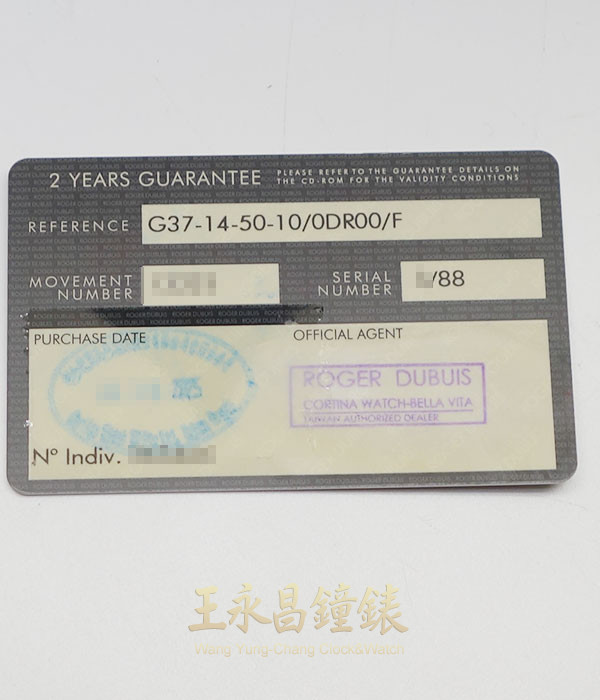 2 YEARS GUARANTEE
PLEASE REFER TO THE GUARANTEE DETAILS ON
THE CD-ROM FOR THE VALIDITY CONDITIONS
REFERENCE G37-14-50-10/0DR00/F
MOVEMENT
NUMBER
SERIAL
NUMBER
/88
PURCHASE DATE
OFFICIAL AGENT
ROGER DUBUIS
CORTINA WATCH-BELLA VITA
TAIWAN AUTHORIZED DEALER
Nº Indiv.
王永昌鐘錶
Wang Yung-Chang Clock&Watch